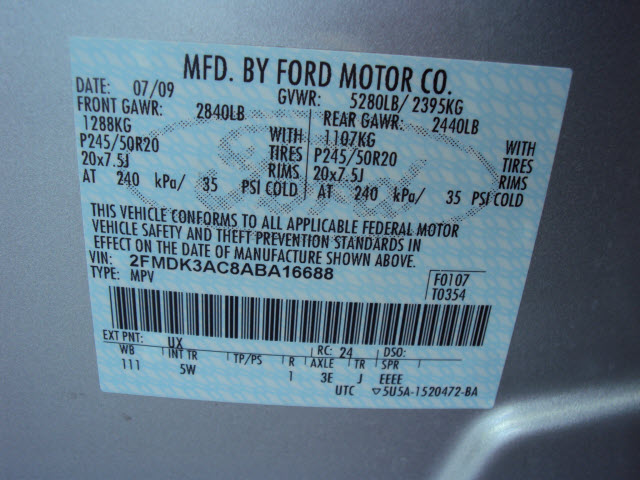 MFD. BY FORD MOTOR CO.
DATE: 07/09 GVWR: 5280LB/ 2395KG
FRONT GAWR: 2840LB REAR GAWR: 2440LB
1288KG WITH 1107KG WITH
P245/50R20 TIRES P245/50R20 TIRES
20x7.5J RIMS 20x7.5J RIMS
AT 240 kPa/ 35 PSI COLD AT 240 kPa/ 35 PSI COLD
THIS VEHICLE CONFORMS TO ALL APPLICABLE FEDERAL MOTOR
VEHICLE SAFETY AND THEFT PREVENTION STANDARDS IN
EFFECT ON THE DATE OF MANUFACTURE SHOWN ABOVE.
VIN: 2FMDK3AC8ABA16688 F0107
TYPE: MPV T0354
EXT PNT: UX RC: 24 DSO:
WB INT TR TP/PS R AXLE TR SPR
111 5W 1 3E J EEEE
UTC ▽5U5A-1520472-BA
Ford